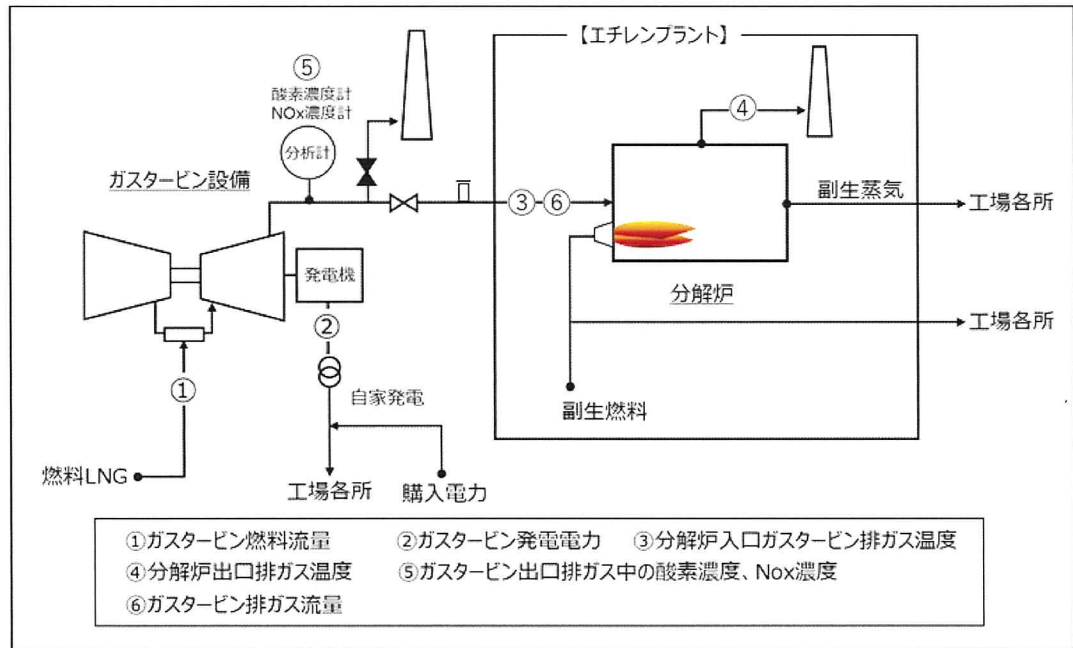 【エチレンプラント】
⑤
酸素濃度計
NOx濃度計
分析計
ガスタービン設備
④
③ ⑥
副生蒸気
工場各所
発電機
分解炉
②
工場各所
①
自家発電
副生燃料
燃料LNG
工場各所
購入電力
①ガスタービン燃料流量 ②ガスタービン発電電力 ③分解炉入口ガスタービン排ガス温度
④分解炉出口排ガス温度 ⑤ガスタービン出口排ガス中の酸素濃度、Nox濃度
⑥ガスタービン排ガス流量